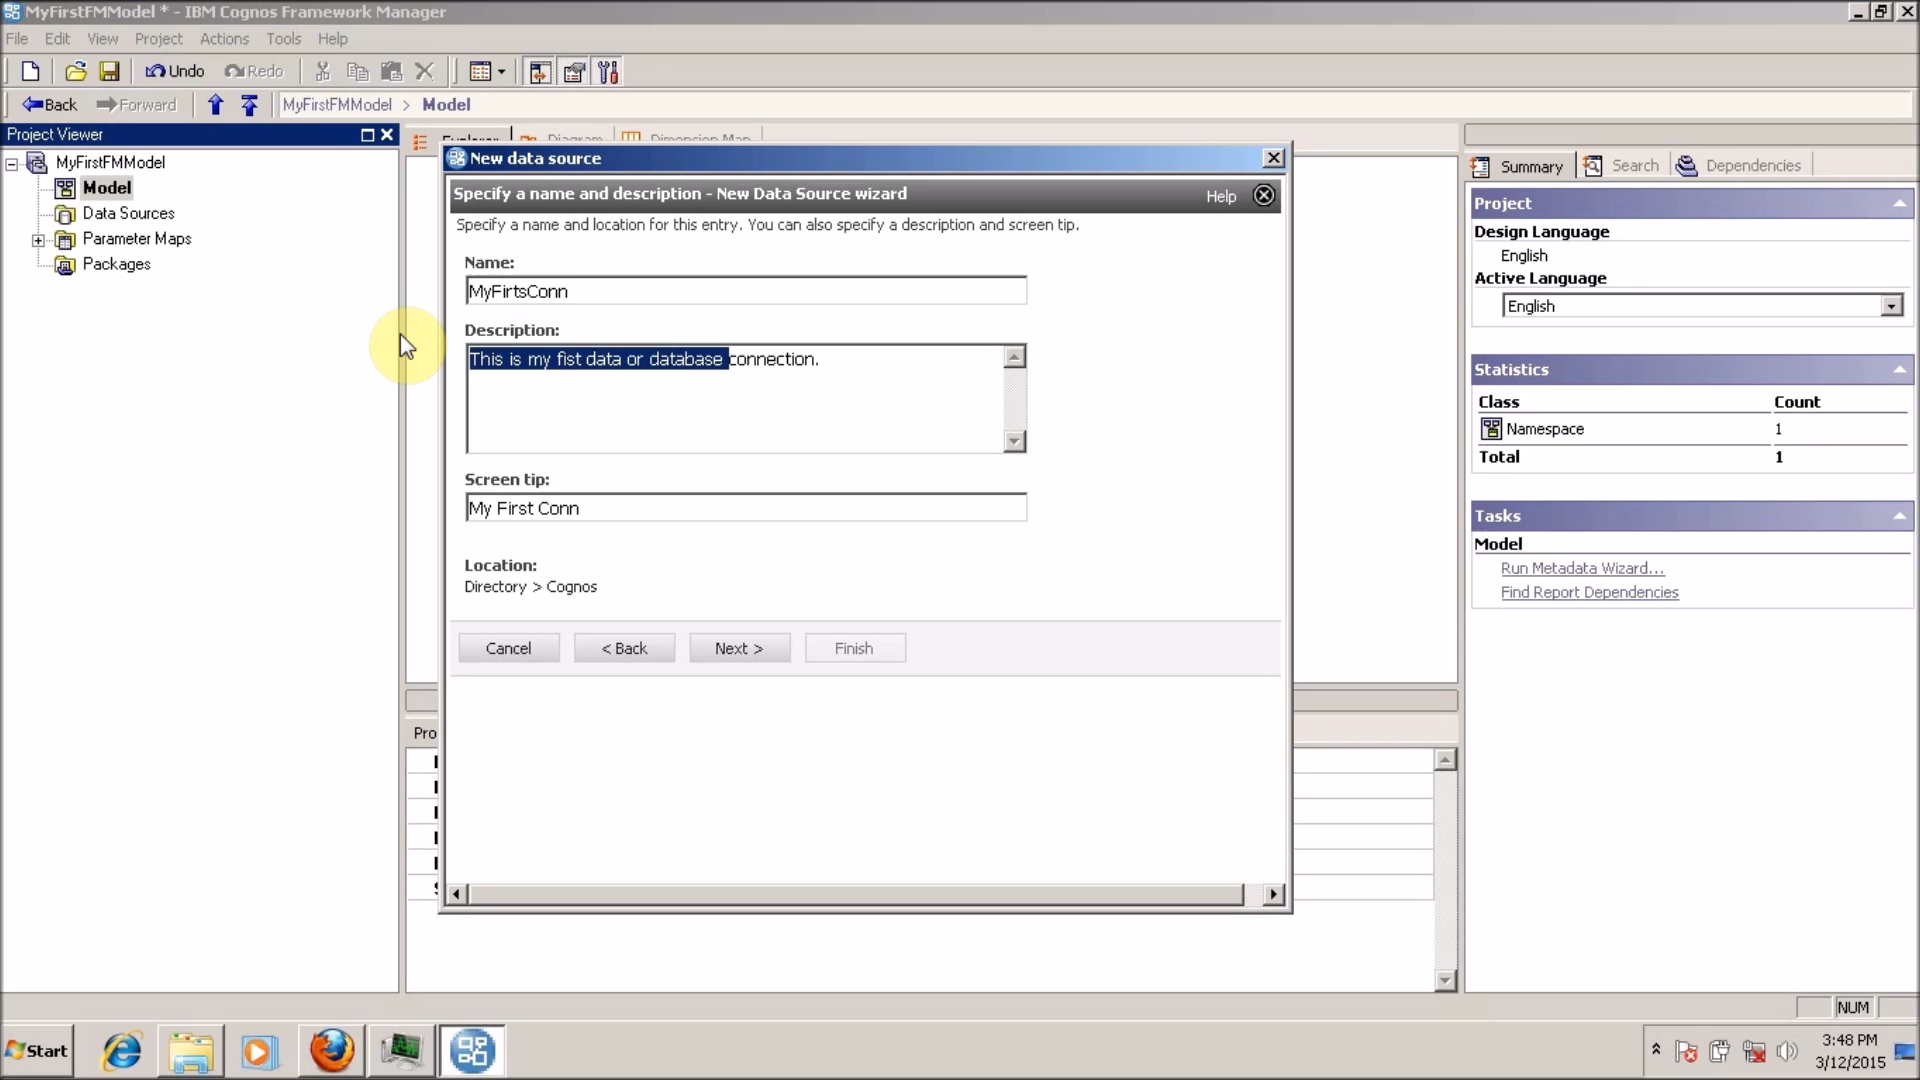 MyFirstFMModel * - IBM Cognos Framework Manager
File Edit View Project Actions Tools Help
Undo Redo
Back Forward MyFirstFMModel > Model
Project Viewer
MyFirstFMModel
Model
Data Sources
Parameter Maps
Packages
Explorer Diagram Dimension Map
New data source
Specify a name and description - New Data Source wizard Help
Specify a name and location for this entry. You can also specify a description and screen tip.
Name:
MyFirtsConn
Description:
This is my fist data or database connection.
Screen tip:
My First Conn
Location:
Directory > Cognos
Cancel < Back Next > Finish
Pro
Summary Search Dependencies
Project
Design Language
English
Active Language
English
Statistics
Class Count
Namespace 1
Total 1
Tasks
Model
Run Metadata Wizard...
Find Report Dependencies
NUM
Start
3:48 PM
3/12/2015